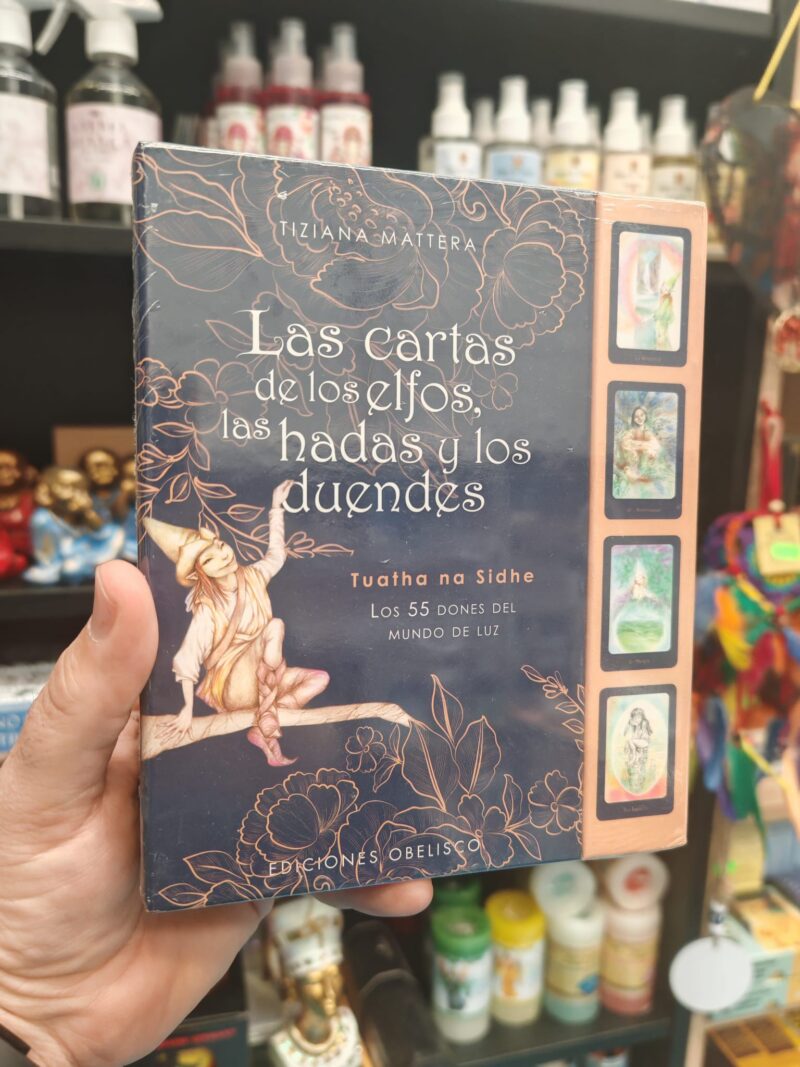 TIZIANA MATTERA
Las cartas
de los elfos,
las hadas y los
duendes
Tuatha na Sidhe
Los 55 DONES DEL
MUNDO DE LUZ
EDICIONES OBELISCO